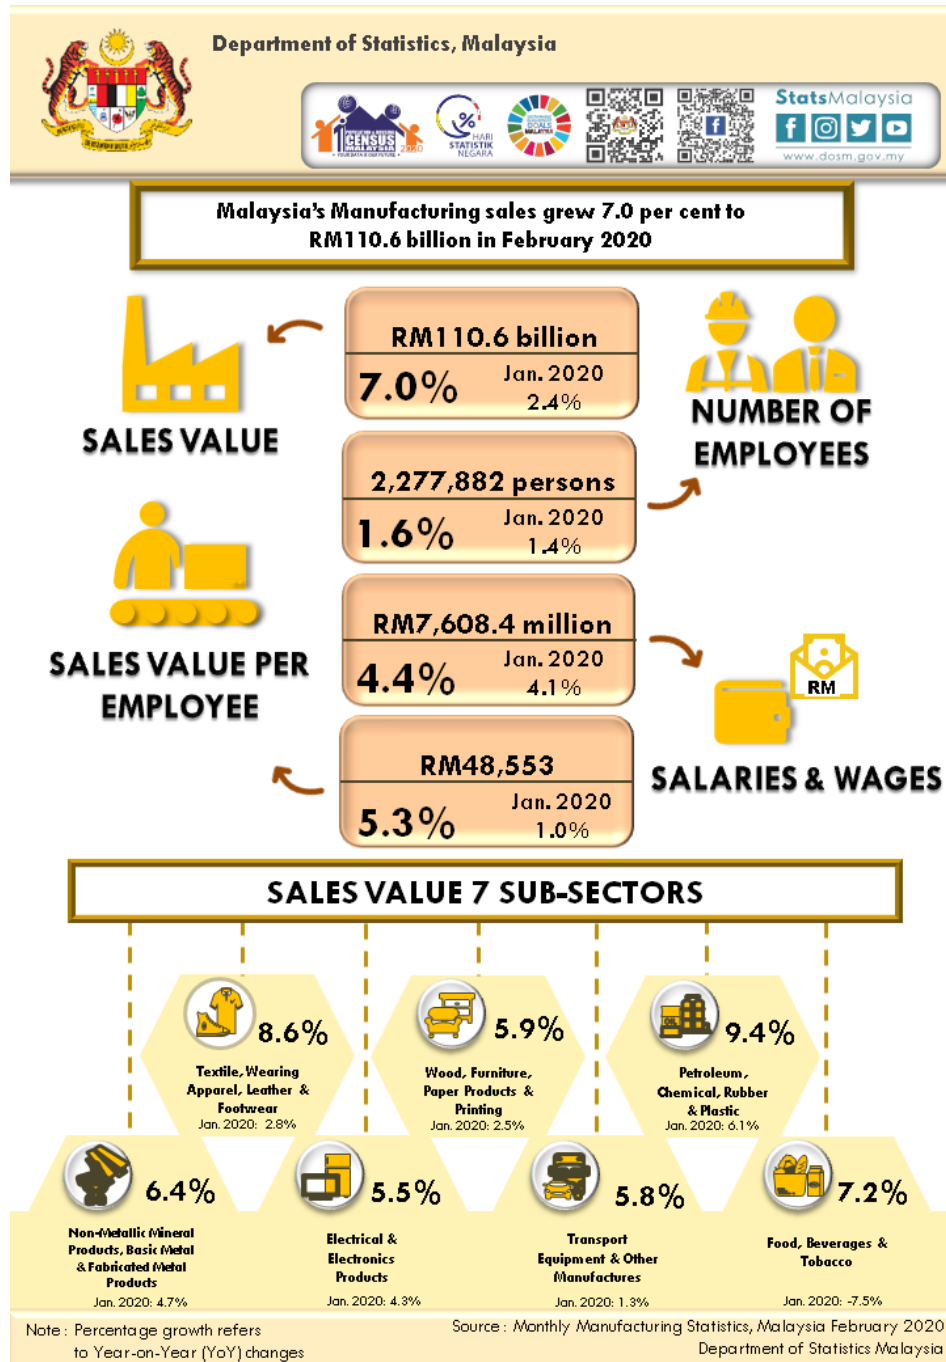 Department of Statistics, Malaysia
CENSUS
MALAYSIA 2020
HARI
STATISTIK
NEGARA
StatsMalaysia
www.dosm.gov.my
Malaysia's Manufacturing sales grew 7.0 per cent to
RM110.6 billion in February 2020
RM110.6 billion
7.0%
Jan. 2020
2.4%
SALES VALUE
NUMBER OF
EMPLOYEES
2,277,882 persons
1.6%
Jan. 2020
1.4%
RM7,608.4 million
4.4%
Jan. 2020
4.1%
SALES VALUE PER
EMPLOYEE
RM
SALARIES & WAGES
RM48,553
5.3%
Jan. 2020
1.0%
SALES VALUE 7 SUB-SECTORS
8.6%
Textile, Wearing
Apparel, Leather &
Footwear
Jan. 2020: 2.8%
5.9%
Wood, Furniture,
Paper Products &
Printing
Jan. 2020: 2.5%
OIL
9.4%
Petroleum,
Chemical, Rubber
& Plastic
Jan. 2020: 6.1%
6.4%
Non-Metallic Mineral
Products, Basic Metal
& Fabricated Metal
Products
Jan. 2020: 4.7%
5.5%
Electrical &
Electronics
Products
Jan. 2020: 4.3%
5.8%
Transport
Equipment & Other
Manufactures
Jan. 2020: 1.3%
7.2%
Food, Beverages &
Tobacco
Jan. 2020: -7.5%
Note : Percentage growth refers
to Year-on-Year (YoY) changes
Source : Monthly Manufacturing Statistics, Malaysia February 2020
Department of Statistics Malaysia